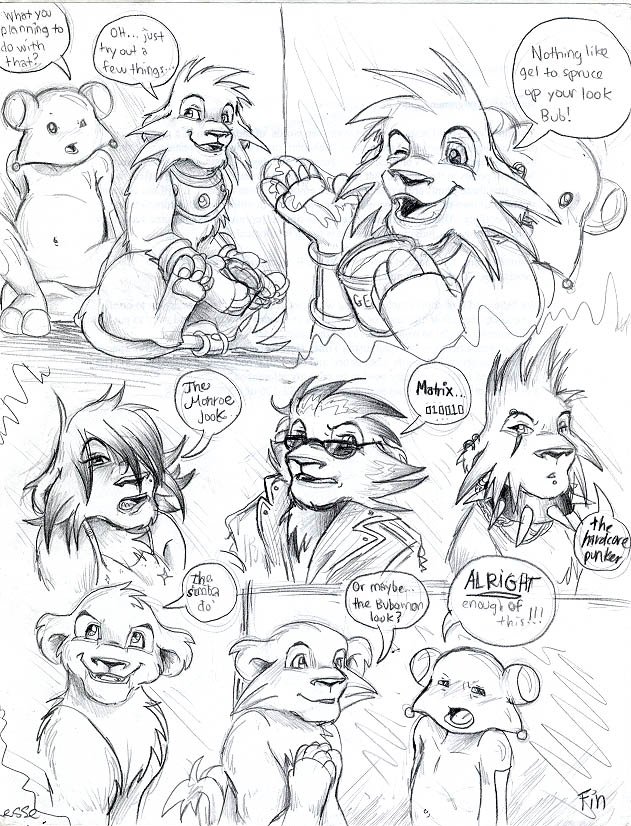 What you
planning to
do with
that?
Oh... just
try out a
few things...
Nothing like
gel to spruce
up your look
Bub!
GE
The
Monroe
look
Matrix...
010010
the
hardcore
punker
The
simba
do
Or maybe...
the Buboman
look?
ALRIGHT
enough of
this!!!
esse
Fin